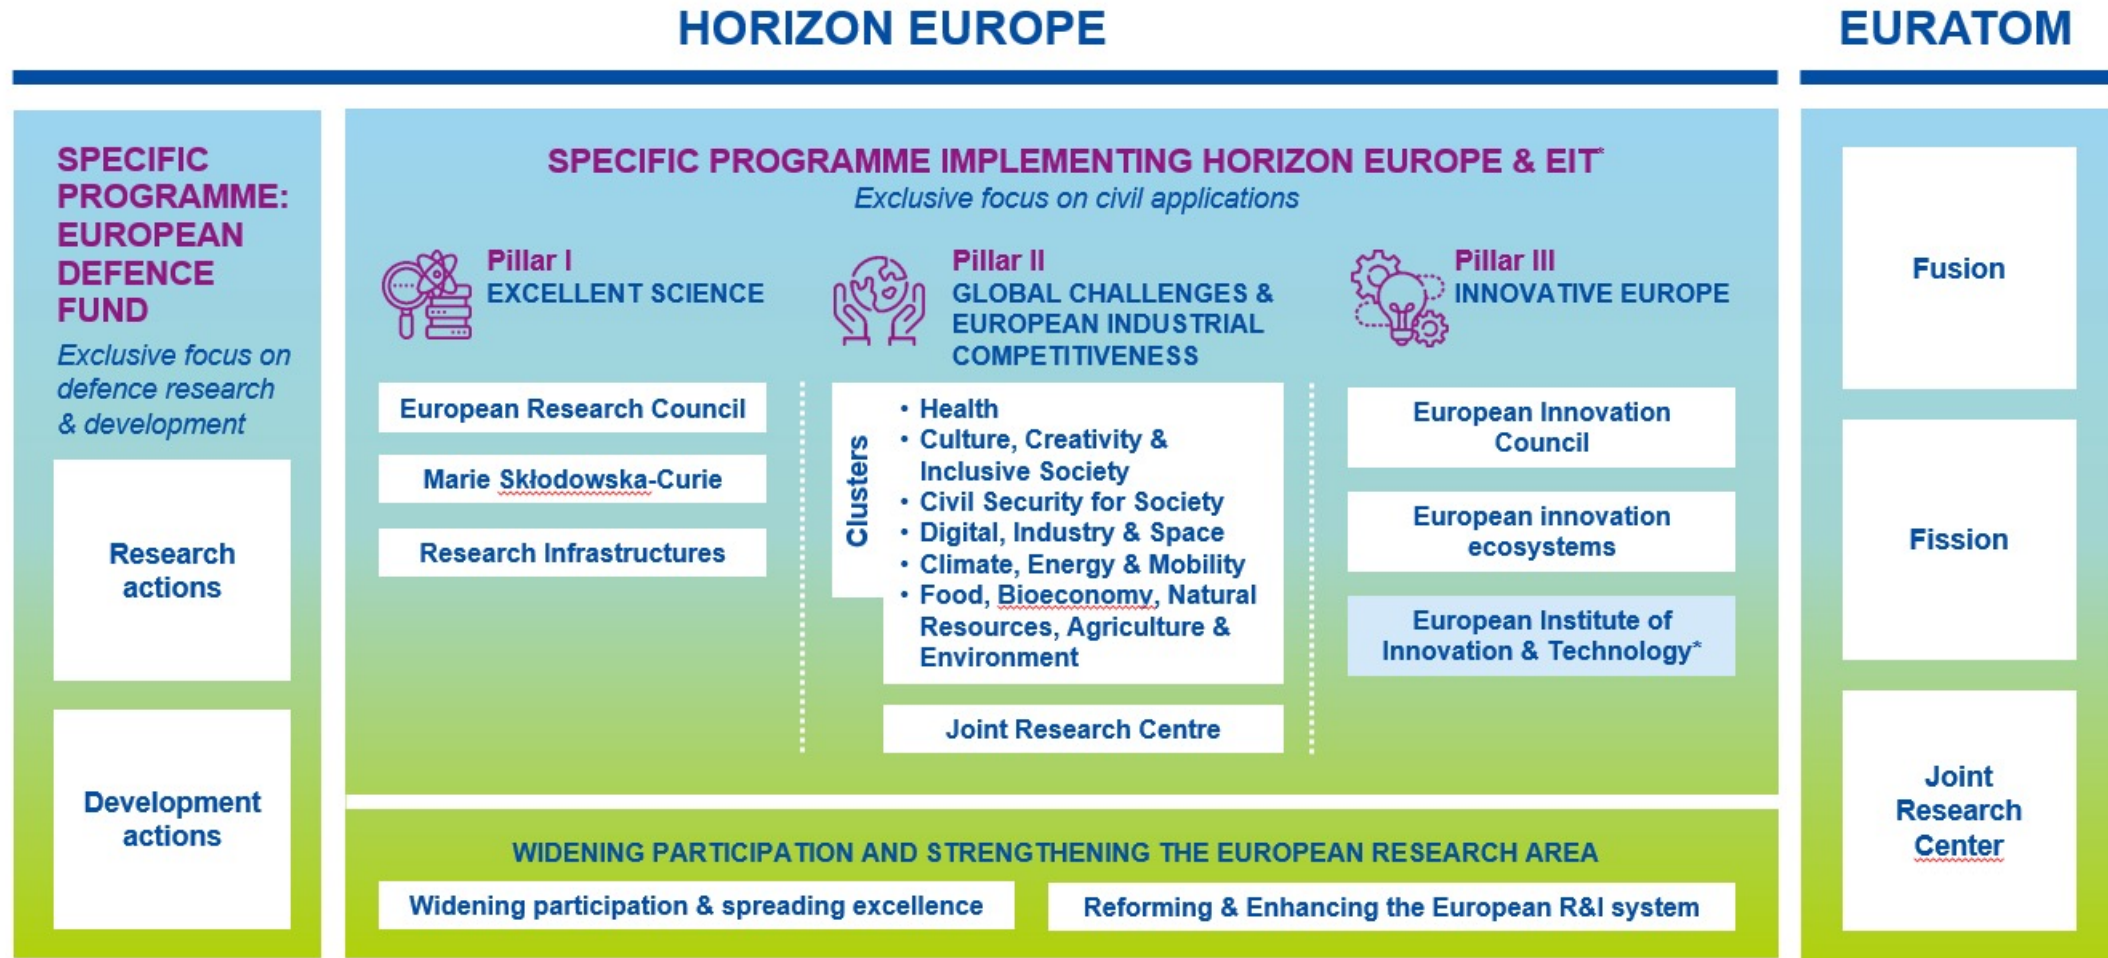 HORIZON EUROPE
EURATOM
SPECIFIC
PROGRAMME:
EUROPEAN
DEFENCE
FUND
Exclusive focus on
defence research
& development
Research
actions
Development
actions
SPECIFIC PROGRAMME IMPLEMENTING HORIZON EUROPE & EIT*
Exclusive focus on civil applications
Pillar I
EXCELLENT SCIENCE
European Research Council
Marie Skłodowska-Curie
Research Infrastructures
Pillar II
GLOBAL CHALLENGES &
EUROPEAN INDUSTRIAL
COMPETITIVENESS
Clusters
• Health
• Culture, Creativity &
Inclusive Society
• Civil Security for Society
• Digital, Industry & Space
• Climate, Energy & Mobility
• Food, Bioeconomy, Natural
Resources, Agriculture &
Environment
Joint Research Centre
Pillar III
INNOVATIVE EUROPE
European Innovation
Council
European innovation
ecosystems
European Institute of
Innovation & Technology*
WIDENING PARTICIPATION AND STRENGTHENING THE EUROPEAN RESEARCH AREA
Widening participation & spreading excellence
Reforming & Enhancing the European R&I system
Fusion
Fission
Joint
Research
Center